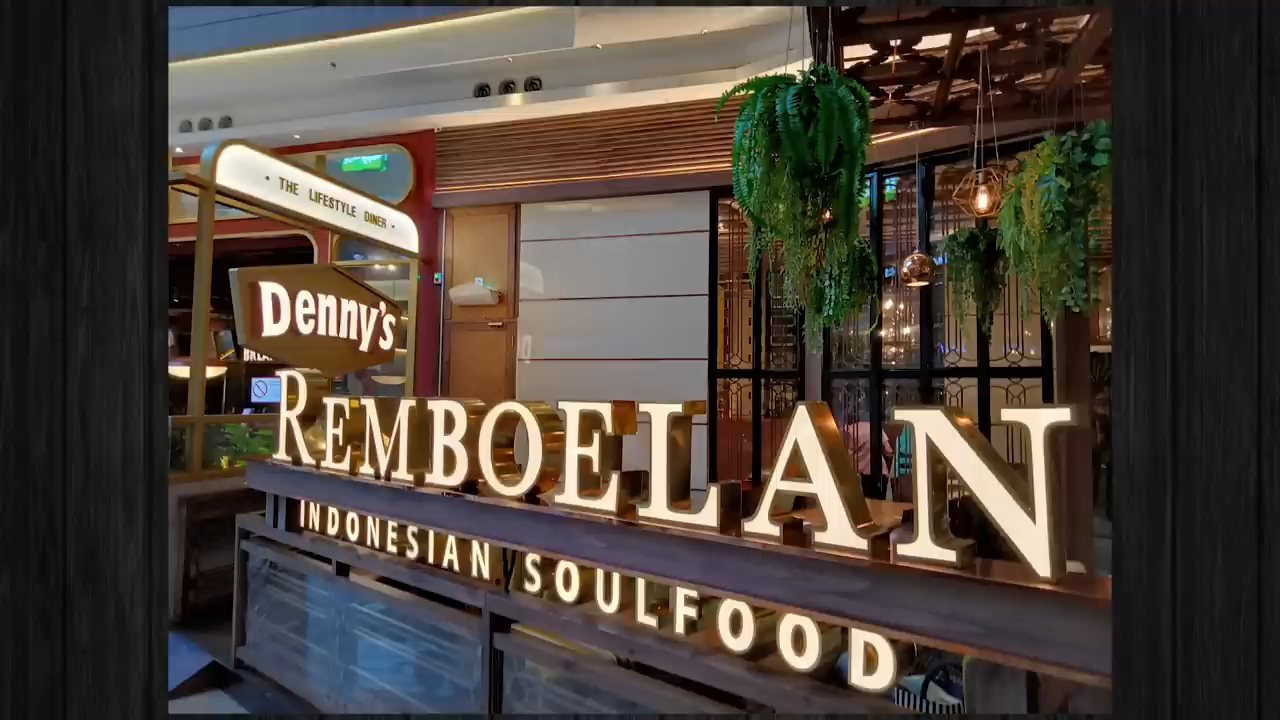 • THE LIFESTYLE DINER •
Denny's
REMBOELAN
INDONESIAN SOULFOOD